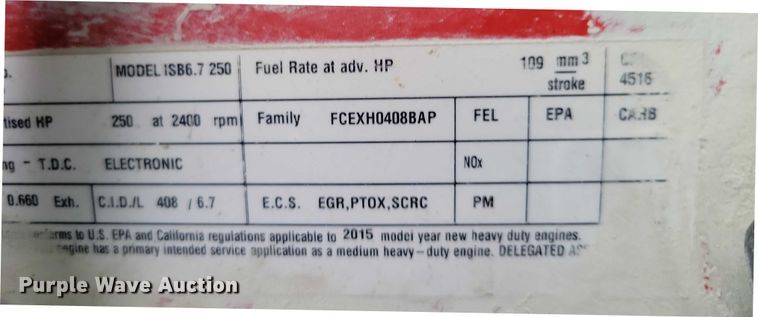 MODEL ISB6.7 250 Fuel Rate at adv. HP 109 mm3
stroke 4516
tised HP 250 at 2400 rpm Family FCEXH0408BAP FEL EPA CARB
ng - T.D.C. ELECTRONIC NOx
0.660 Exh. C.I.D./L 408 / 6.7 E.C.S. EGR,PTOX,SCRC PM
to U.S. EPA and California regulations applicable to 2015 model year new heavy duty engines.
engine has a primary intended service application as a medium heavy-duty engine. DELEGATED
Purple Wave Auction